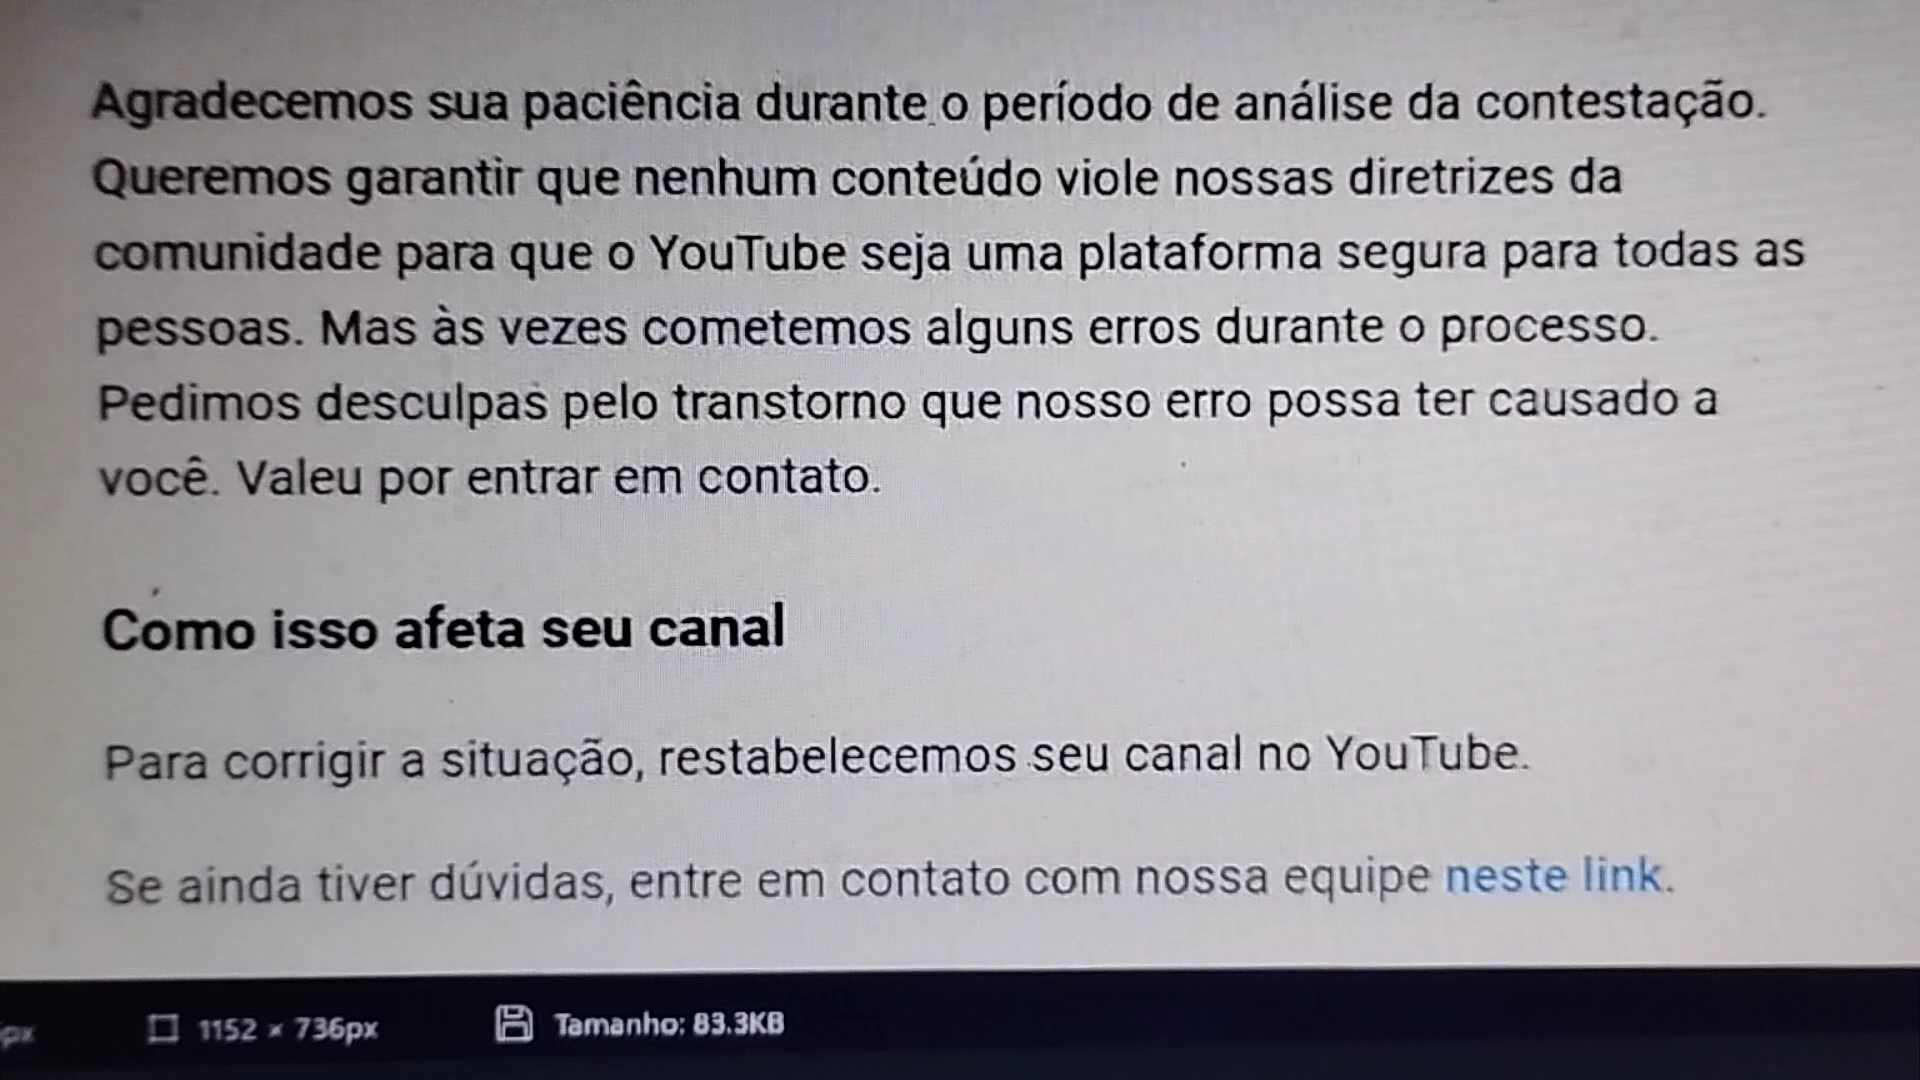 Agradecemos sua paciência durante o período de análise da contestação.
Queremos garantir que nenhum conteúdo viole nossas diretrizes da
comunidade para que o YouTube seja uma plataforma segura para todas as
pessoas. Mas às vezes cometemos alguns erros durante o processo.
Pedimos desculpas pelo transtorno que nosso erro possa ter causado a
você. Valeu por entrar em contato.
Como isso afeta seu canal
Para corrigir a situação, restabelecemos seu canal no YouTube.
Se ainda tiver dúvidas, entre em contato com nossa equipe neste link.
px 1152 × 736px Tamanho: 83.3KB